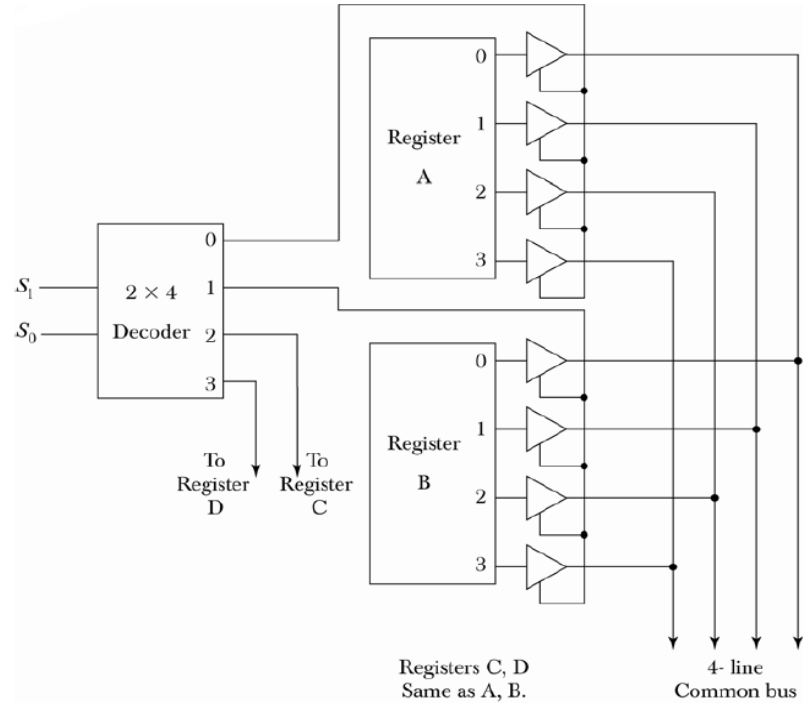 0
1
Register
A
2
3
0
S₁
2 × 4
1
S₀
Decoder
2
3
To
Register
D
To
Register
C
0
1
Register
B
2
3
Registers C, D
Same as A, B.
4- line
Common bus